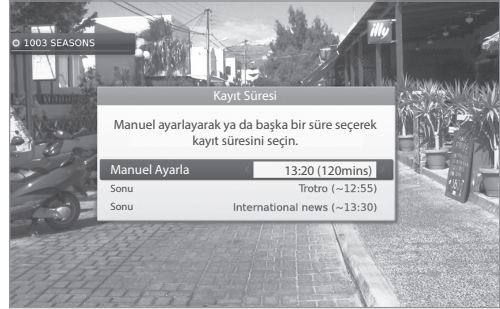 illy
1003 SEASONS
Kayıt Süresi
Manuel ayarlayarak ya da başka bir süre seçerek
kayıt süresini seçin.
Manuel Ayarla 13:20 (120mins)
Sonu Trotro (~12:55)
Sonu International news (~13:30)